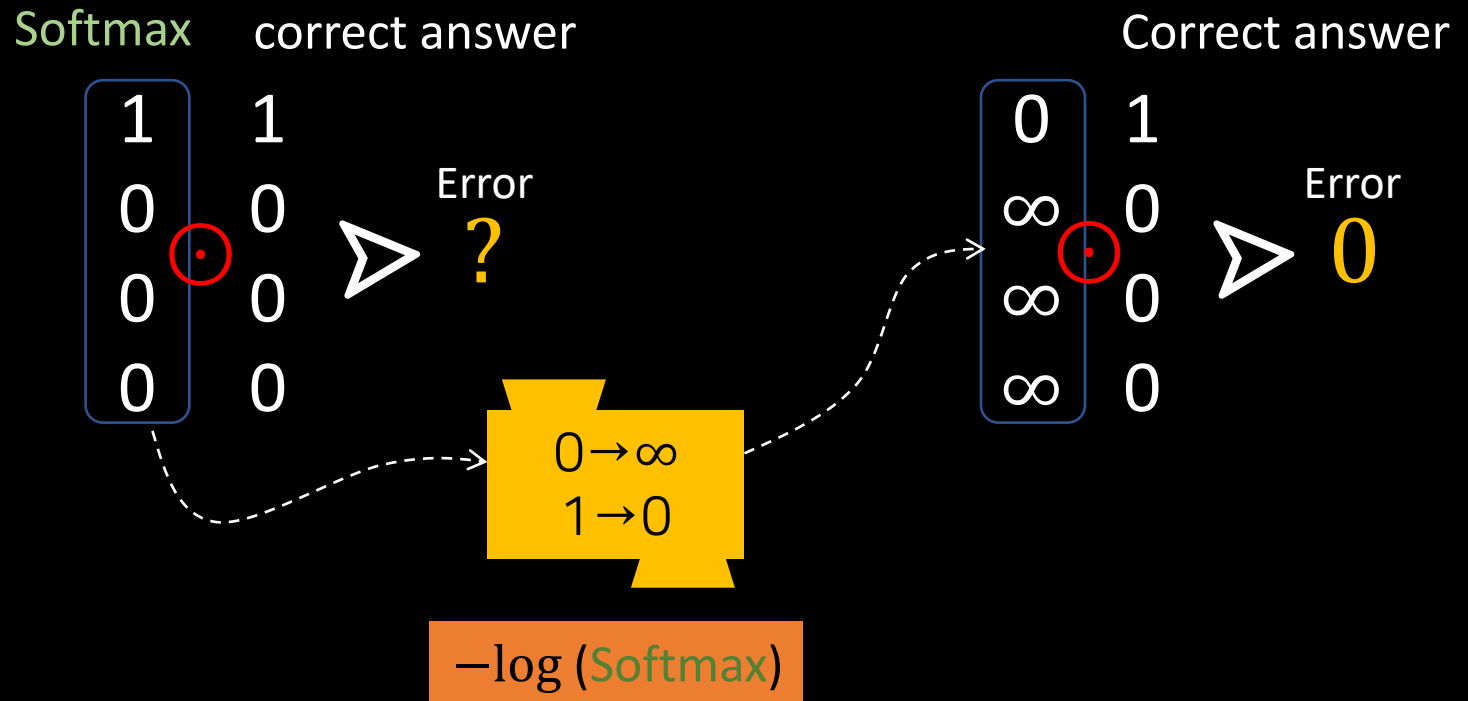 Softmax correct answer
1 1
0 0
0 0
0 0
Error
?
0→∞
1→0
−log (Softmax)
Correct answer
0 1
∞ 0
∞ 0
∞ 0
Error
0